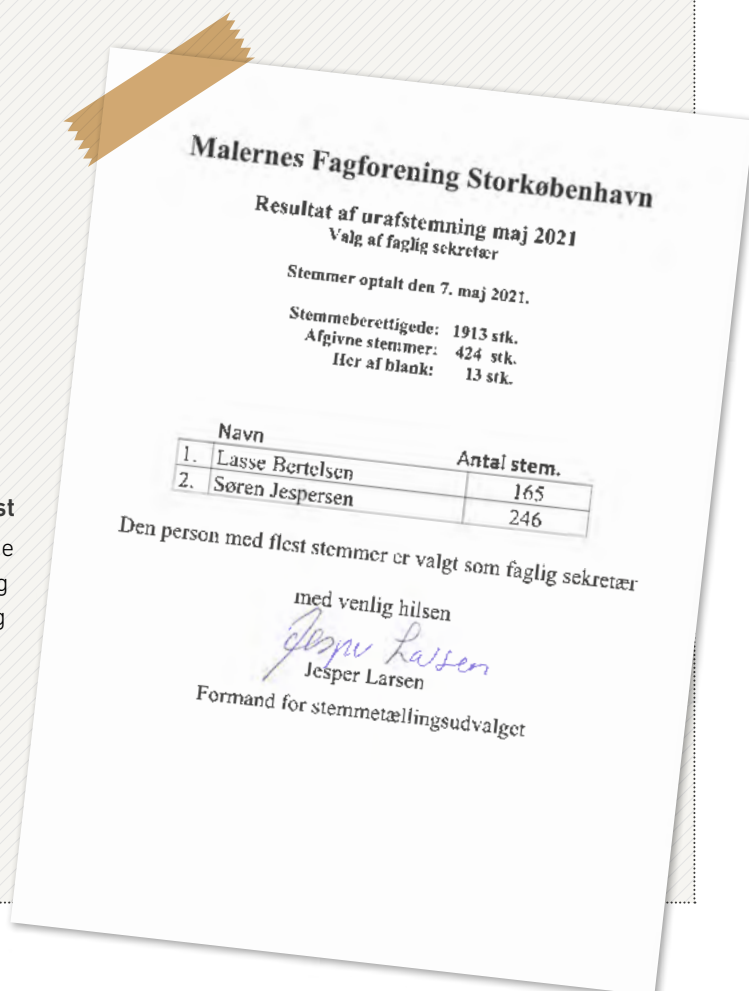 Malernes Fagforening Storkøbenhavn
Resultat af urafstemning maj 2021
Valg af faglig sekretær
Stemmer optalt den 7. maj 2021.
Stemmeberettigede: 1913 stk.
Afgivne stemmer: 424 stk.
Her af blank: 13 stk.
Navn Antal stem.
1. Lasse Bertelsen 165
2. Søren Jespersen 246
Den person med flest stemmer er valgt som faglig sekretær
med venlig hilsen
Jesper Larsen
Jesper Larsen
Formand for stemmetællingsudvalget
st
e
g
g